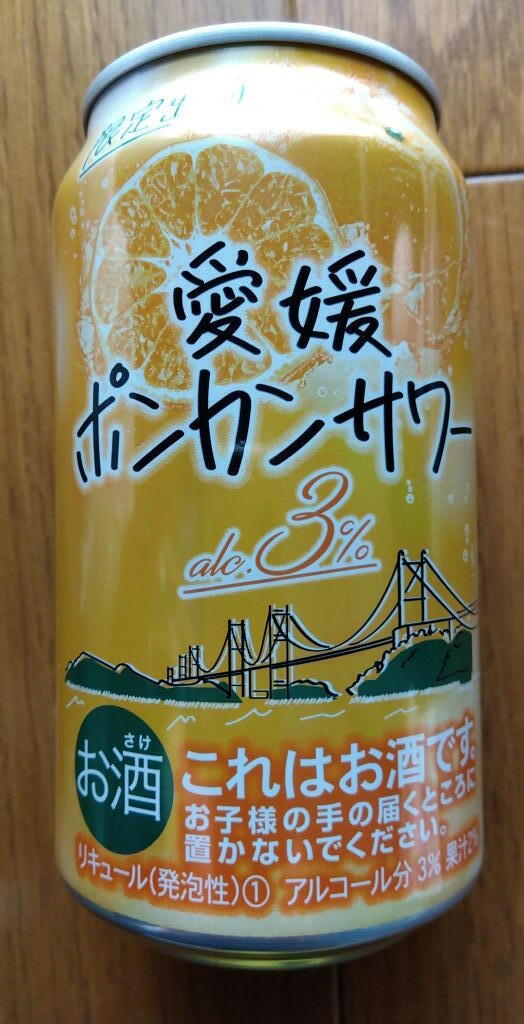 限定
愛媛
ポンカンサワー
alc.3%
さけ
お酒
これはお酒です。
お子様の手の届くところに
置かないでください。
リキュール(発泡性)① アルコール分 3% 果汁2%